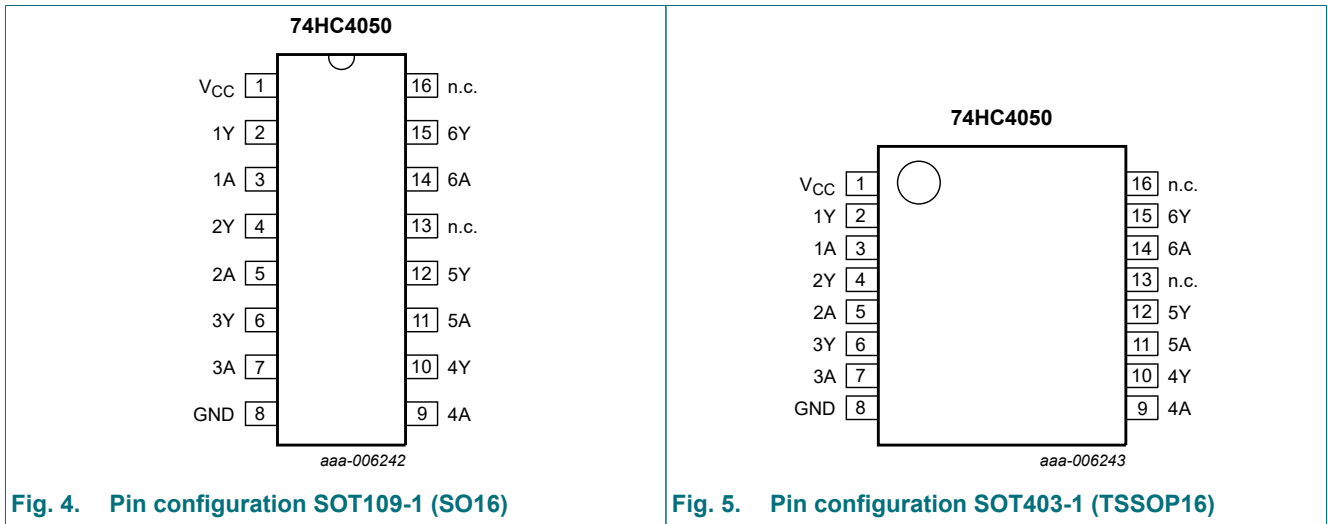 74HC4050
VCC 1 16 n.c.
1Y 2 15 6Y
1A 3 14 6A
2Y 4 13 n.c.
2A 5 12 5Y
3Y 6 11 5A
3A 7 10 4Y
GND 8 9 4A
aaa-006242
Fig. 4. Pin configuration SOT109-1 (SO16)
74HC4050
VCC 1 16 n.c.
1Y 2 15 6Y
1A 3 14 6A
2Y 4 13 n.c.
2A 5 12 5Y
3Y 6 11 5A
3A 7 10 4Y
GND 8 9 4A
aaa-006243
Fig. 5. Pin configuration SOT403-1 (TSSOP16)